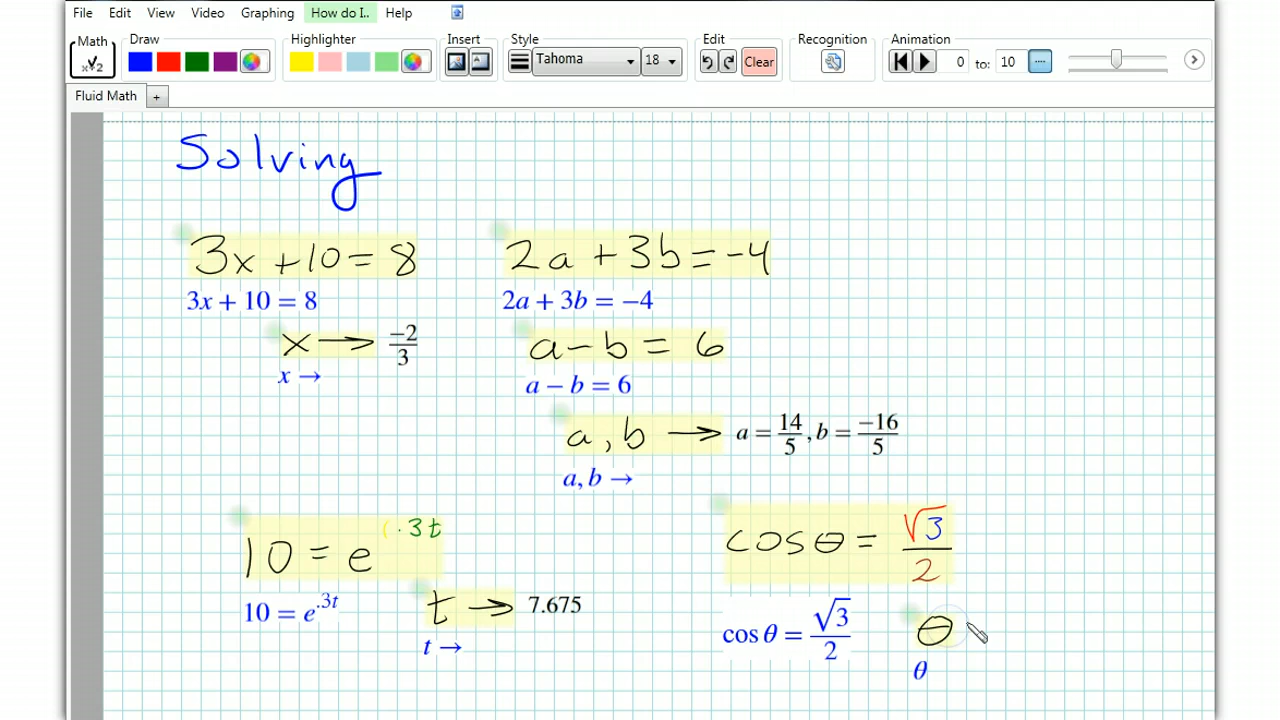 File Edit View Video Graphing How do I.. Help
Math Draw Highlighter Insert Style Edit Recognition Animation
√2 Tahoma 18 Clear 0 to: 10
Fluid Math +
Solving
3x + 10 = 8
3x + 10 = 8
x → -2/3
x →
2a + 3b = -4
2a + 3b = −4
a - b = 6
a − b = 6
a, b → a = 14/5, b = -16/5
a, b →
10 = e^(.3t
10 = e^.3t
t → 7.675
t →
cos θ = √3/2
cos θ = √3/2
θ
θ